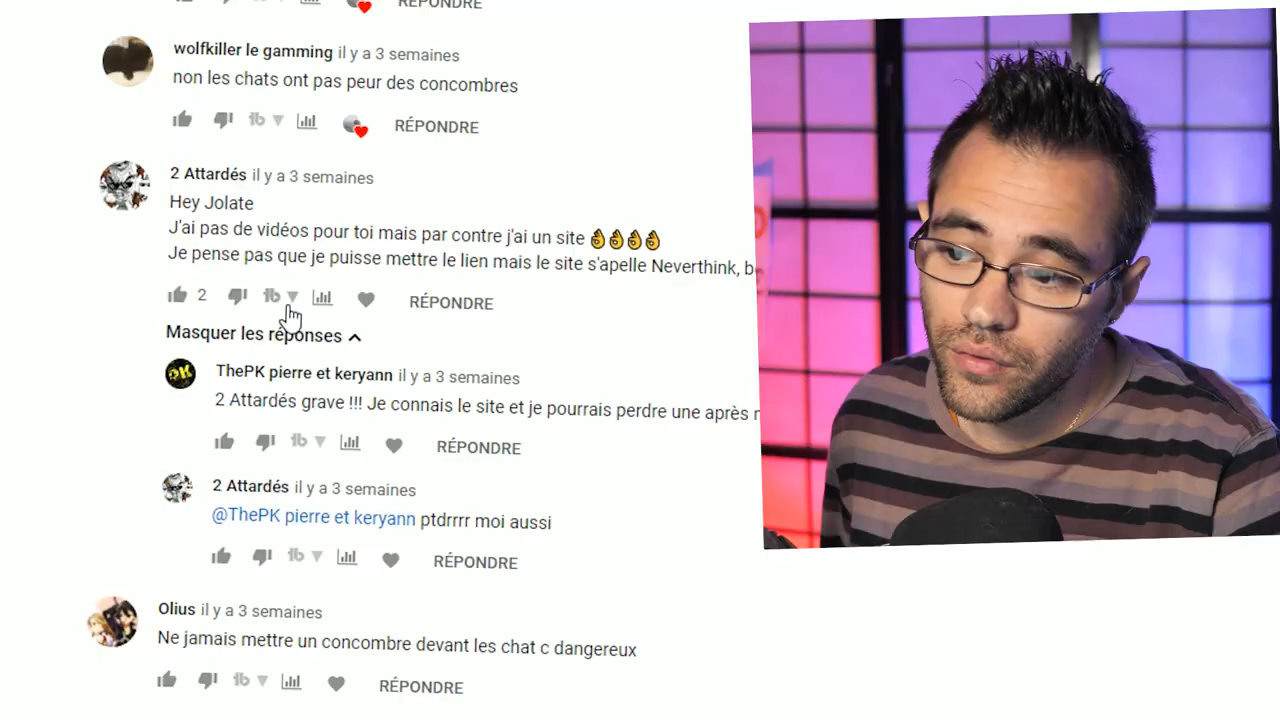 RÉPONDRE
wolfkiller le gamming il y a 3 semaines
non les chats ont pas peur des concombres
RÉPONDRE
2 Attardés il y a 3 semaines
Hey Jolate
J'ai pas de vidéos pour toi mais par contre j'ai un site 👌👌👌👌
Je pense pas que je puisse mettre le lien mais le site s'apelle Neverthink,
2 RÉPONDRE
Masquer les réponses
ThePK pierre et keryann il y a 3 semaines
2 Attardés grave !!! Je connais le site et je pourrais perdre une après
RÉPONDRE
2 Attardés il y a 3 semaines
@ThePK pierre et keryann ptdrrrr moi aussi
RÉPONDRE
Olius il y a 3 semaines
Ne jamais mettre un concombre devant les chat c dangereux
RÉPONDRE